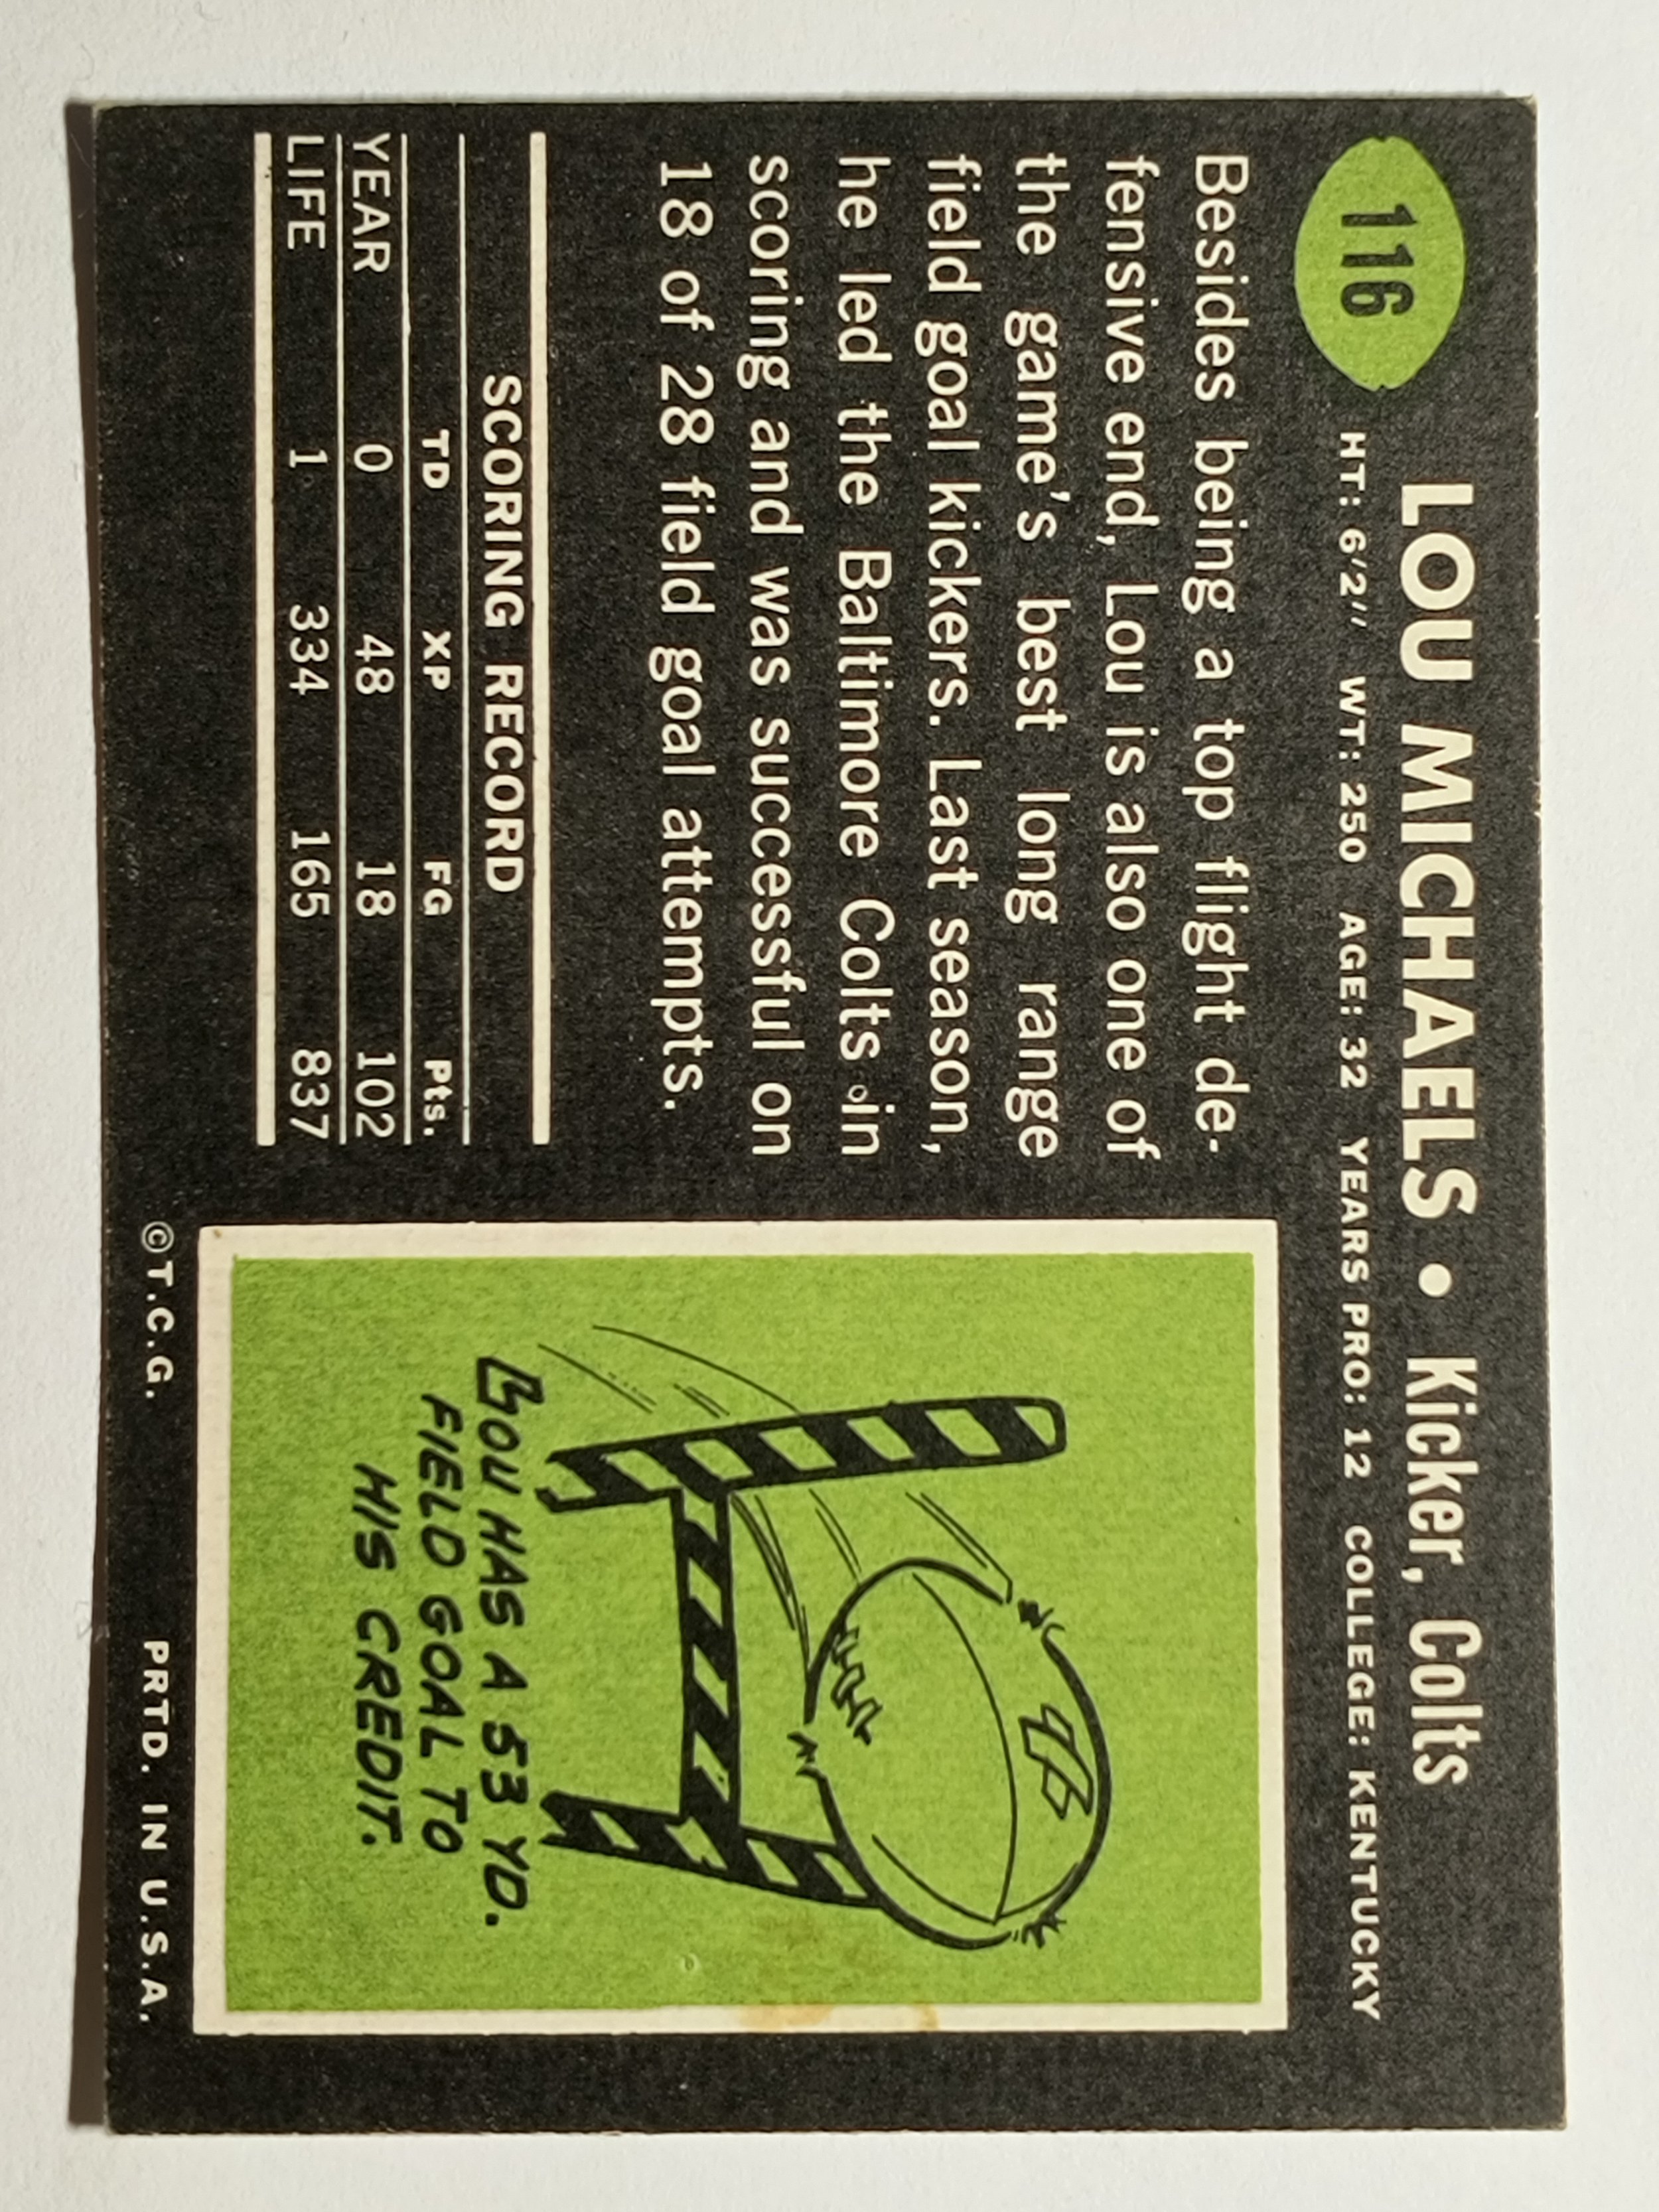 116
LOU MICHAELS • Kicker, Colts
HT: 6'2" WT: 250 AGE: 32 YEARS PRO: 12 COLLEGE: KENTUCKY
Besides being a top flight de-
fensive end, Lou is also one of
the game's best long range
field goal kickers. Last season,
he led the Baltimore Colts in
scoring and was successful on
18 of 28 field goal attempts.
SCORING RECORD
TD XP FG Pts.
YEAR 0 48 18 102
LIFE 1 334 165 837
LOU HAS A 53 YD.
FIELD GOAL TO
HIS CREDIT.
©T.C.G. PRTD. IN U.S.A.